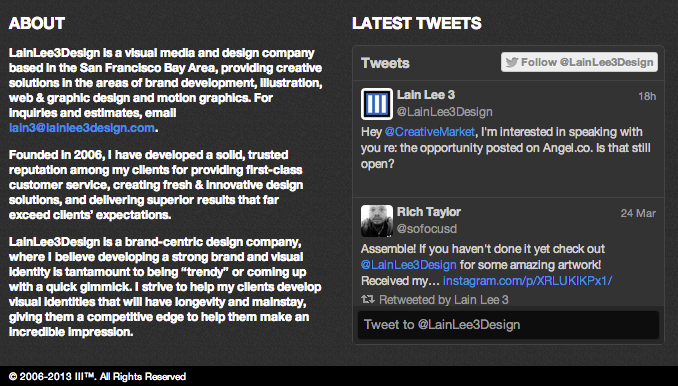 ABOUT
LainLee3Design is a visual media and design company
based in the San Francisco Bay Area, providing creative
solutions in the areas of brand development, illustration,
web & graphic design and motion graphics. For
inquiries and estimates, email
lain3@lainlee3design.com.
Founded in 2006, I have developed a solid, trusted
reputation among my clients for providing first-class
customer service, creating fresh & innovative design
solutions, and delivering superior results that far
exceed clients' expectations.
LainLee3Design is a brand-centric design company,
where I believe developing a strong brand and visual
identity is tantamount to being “trendy” or coming up
with a quick gimmick. I strive to help my clients develop
visual identities that will have longevity and mainstay,
giving them a competitive edge to help them make an
incredible impression.
LATEST TWEETS
Tweets
Follow @LainLee3Design
Lain Lee 3
18h
@LainLee3Design
Hey @CreativeMarket, I'm interested in speaking with
you re: the opportunity posted on Angel.co. Is that still
open?
Rich Taylor
24 Mar
@sofocusd
Assemble! If you haven't done it yet check out
@LainLee3Design for some amazing artwork!
Received my... instagram.com/p/XRLUKlKPx1/
Retweeted by Lain Lee 3
Tweet to @LainLee3Design
© 2006-2013 III™. All Rights Reserved